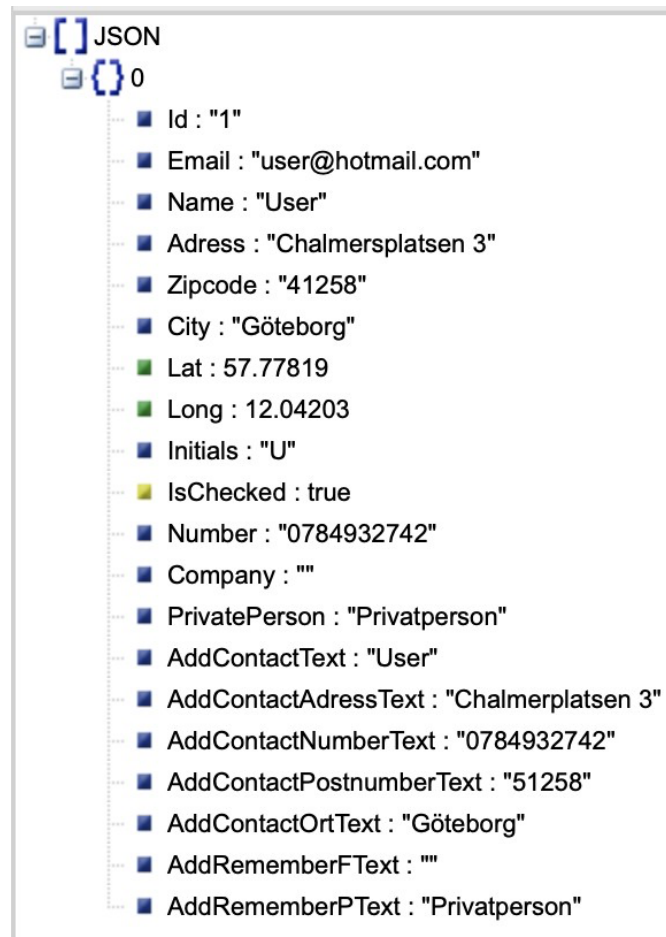 JSON
0
Id : "1"
Email : "user@hotmail.com"
Name : "User"
Adress : "Chalmersplatsen 3"
Zipcode : "41258"
City : "Göteborg"
Lat : 57.77819
Long : 12.04203
Initials : "U"
IsChecked : true
Number : "0784932742"
Company : ""
PrivatePerson : "Privatperson"
AddContactText : "User"
AddContactAdressText : "Chalmerplatsen 3"
AddContactNumberText : "0784932742"
AddContactPostnumberText : "51258"
AddContactOrtText : "Göteborg"
AddRememberFText : ""
AddRememberPText : "Privatperson"